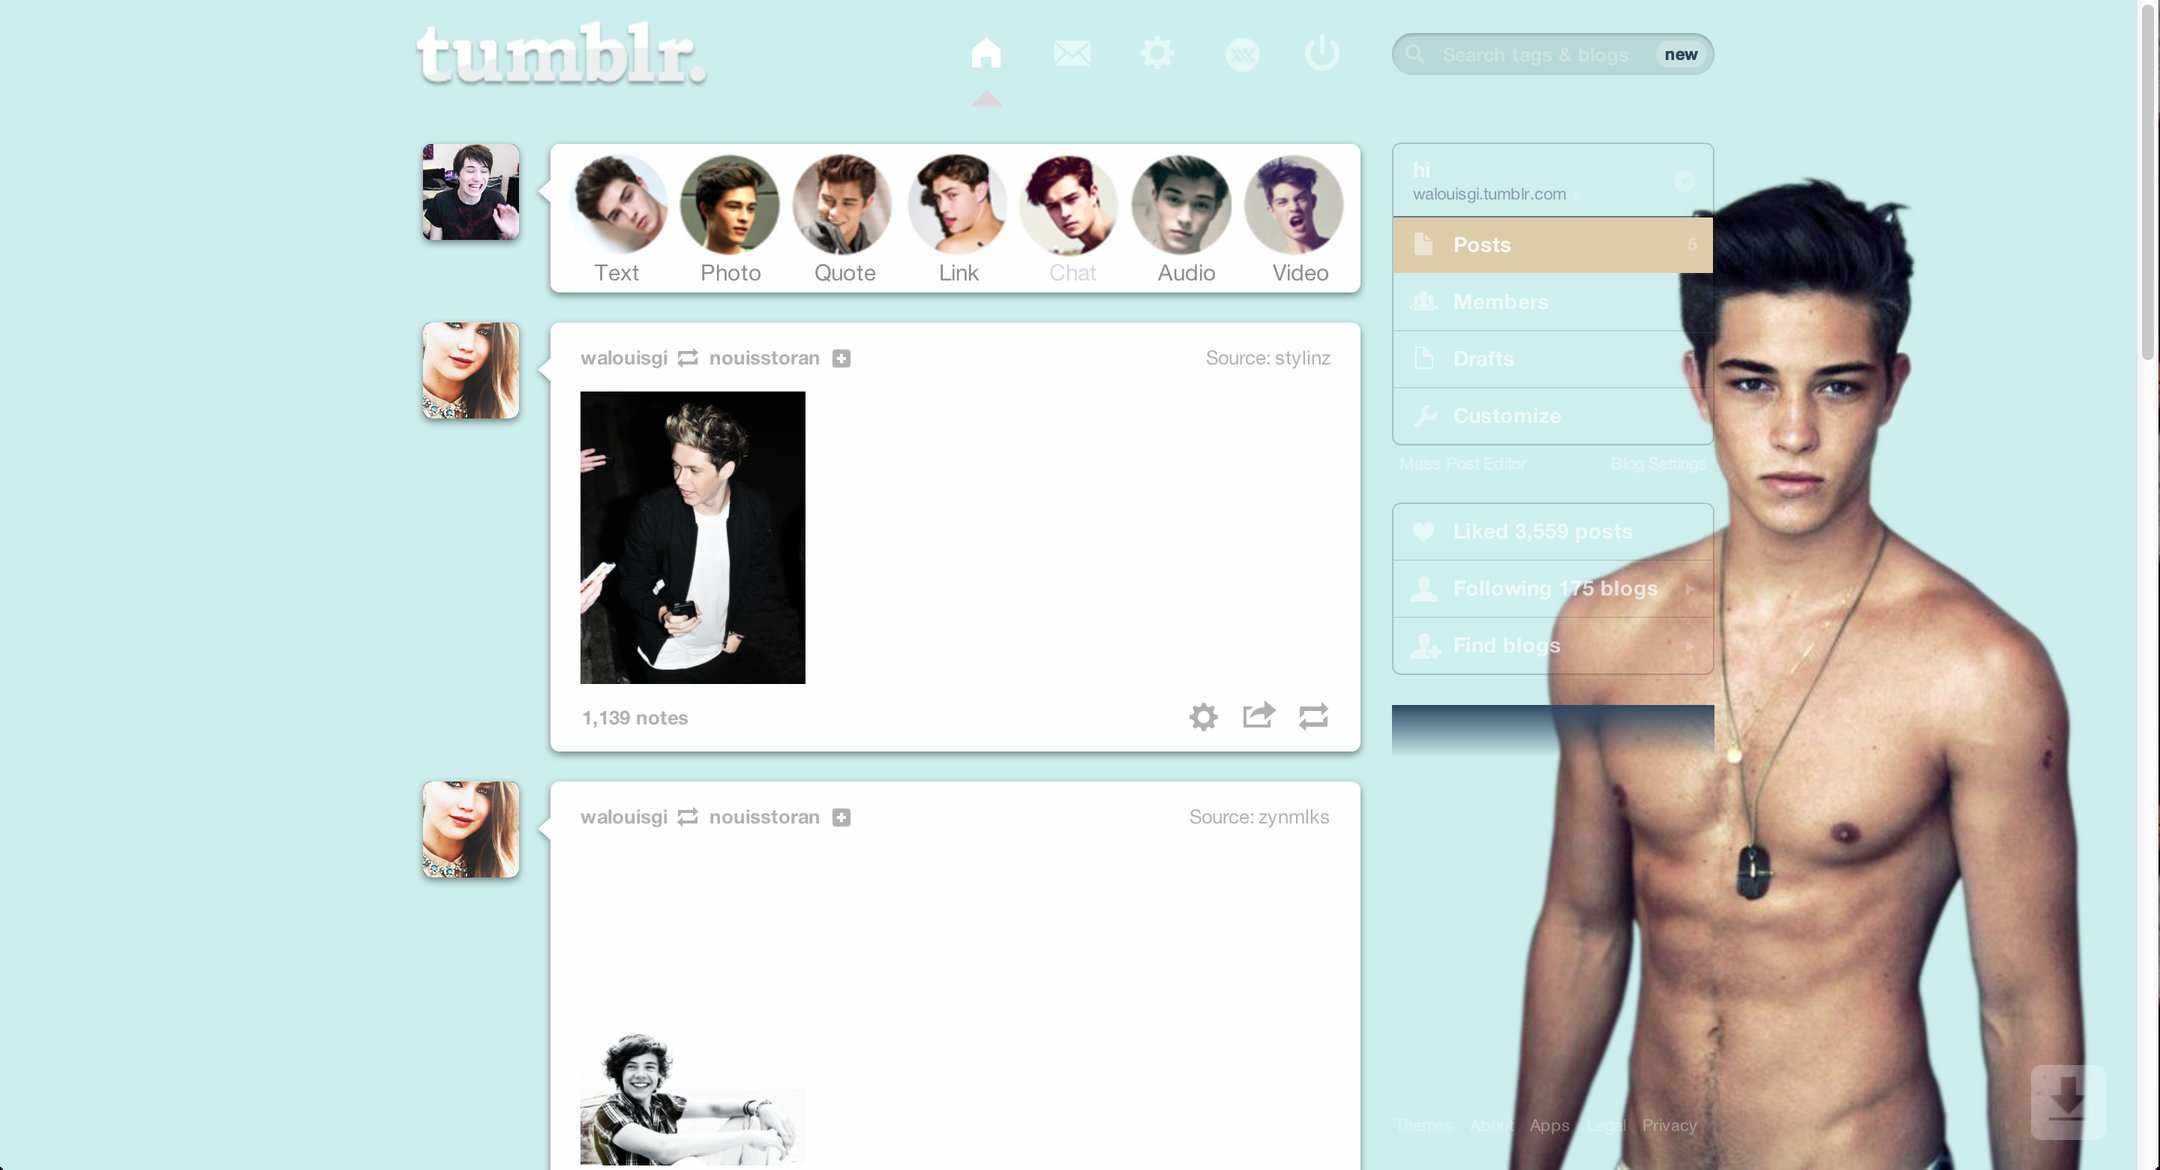 tumblr.
Search tags & blogs new
Text Photo Quote Link Chat Audio Video
hi
walouisgi.tumblr.com
Posts 5
Members
Drafts
Customize
Mass Post Editor Blog Settings
Liked 3,559 posts
Following 175 blogs
Find blogs
walouisgi nouisstoran Source: stylinz
1,139 notes
walouisgi nouisstoran Source: zynmlks
Themes About Apps Legal Privacy